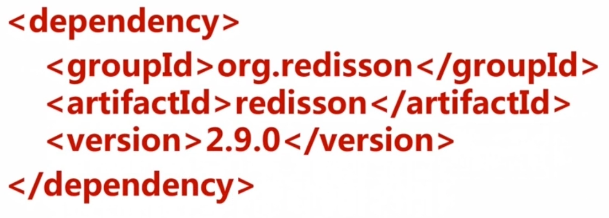 <dependency>
<groupId>org.redisson</groupId>
<artifactId>redisson</artifactId>
<version>2.9.0</version>
</dependency>